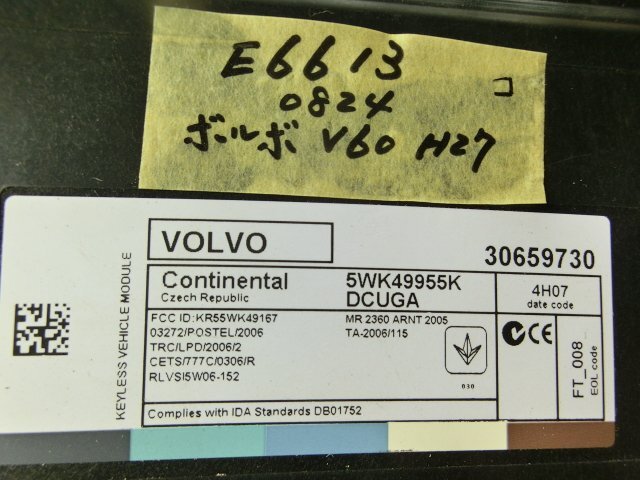 E6613
0824 コ
ボルボ V60 H27
VOLVO
30659730
KEYLESS VEHICLE MODULE
Continental
Czech Republic
5WK49955K
DCUGA
4H07
date code
FCC ID:KR55WK49167
03272/POSTEL/2006
TRC/LPD/2006/2
CETS/777C/0306/R
RLVSI5W06-152
MR 2360 ARNT 2005
TA-2006/115
030
CE
FT_008
EOL code
Complies with IDA Standards DB01752